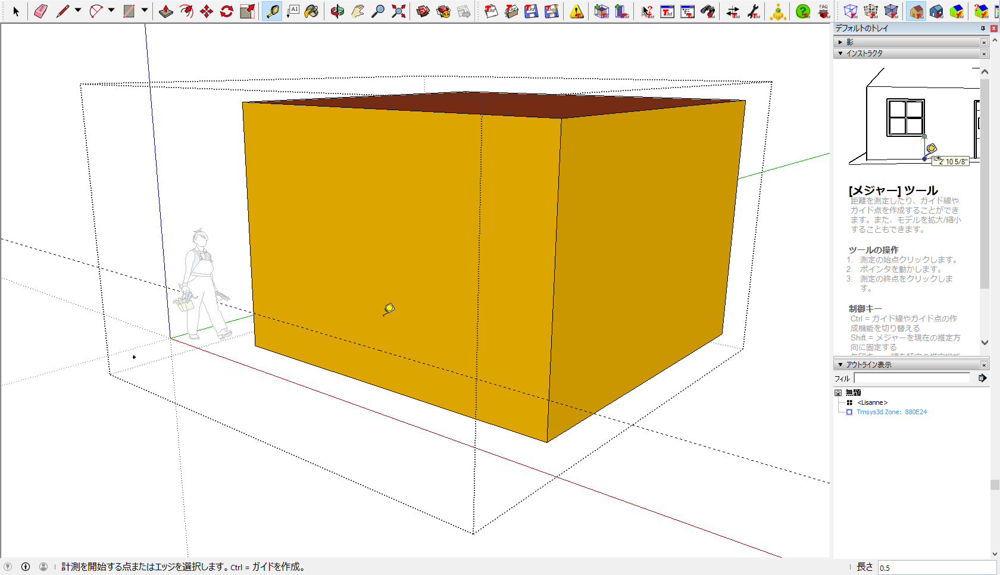 A1
T3d
FAQ
デフォルトのトレイ
影
インストラクタ
~2' 10 5/8"
[メジャー] ツール
距離を測定したり、ガイド線や
ガイド点を作成することができ
ます。また、モデルを拡大/縮小
することもできます。
ツールの操作
1. 測定の始点クリックします。
2. ポインタを動かします。
3. 測定の終点をクリックしま
す。
制御キー
Ctrl = ガイド線やガイド点の作
成機能を切り替える
Shift = メジャーを現在の推定方
向に固定する
アウトライン表示
フィル
無題
<Lisanne>
Trnsys3d Zone: 880E24
計測を開始する点またはエッジを選択します。Ctrl = ガイドを作成。
長さ 0.5